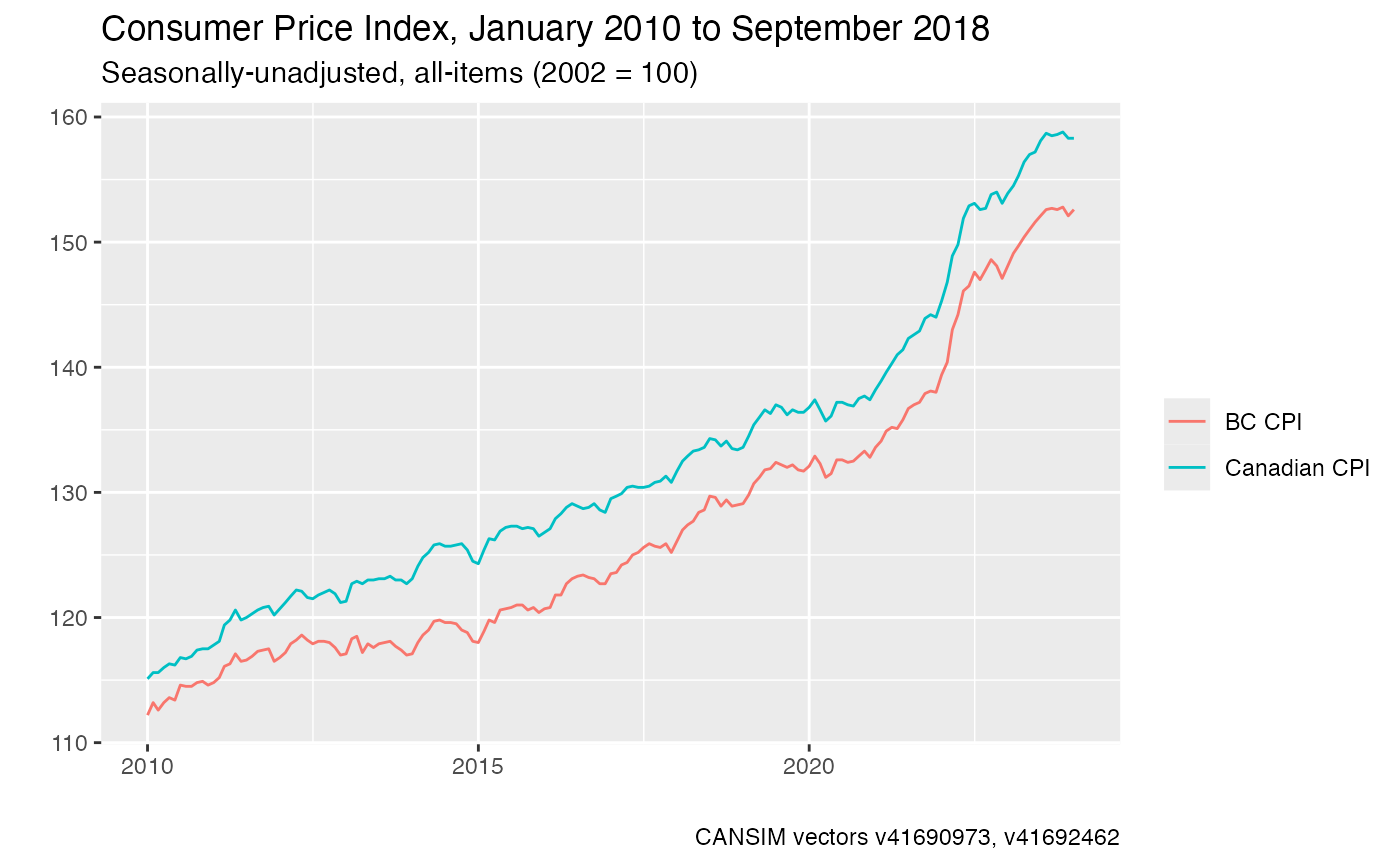 Consumer Price Index, January 2010 to September 2018
Seasonally-unadjusted, all-items (2002 = 100)
160
150
140
130
120
110
2010 2015 2020
BC CPI
Canadian CPI
CANSIM vectors v41690973, v41692462